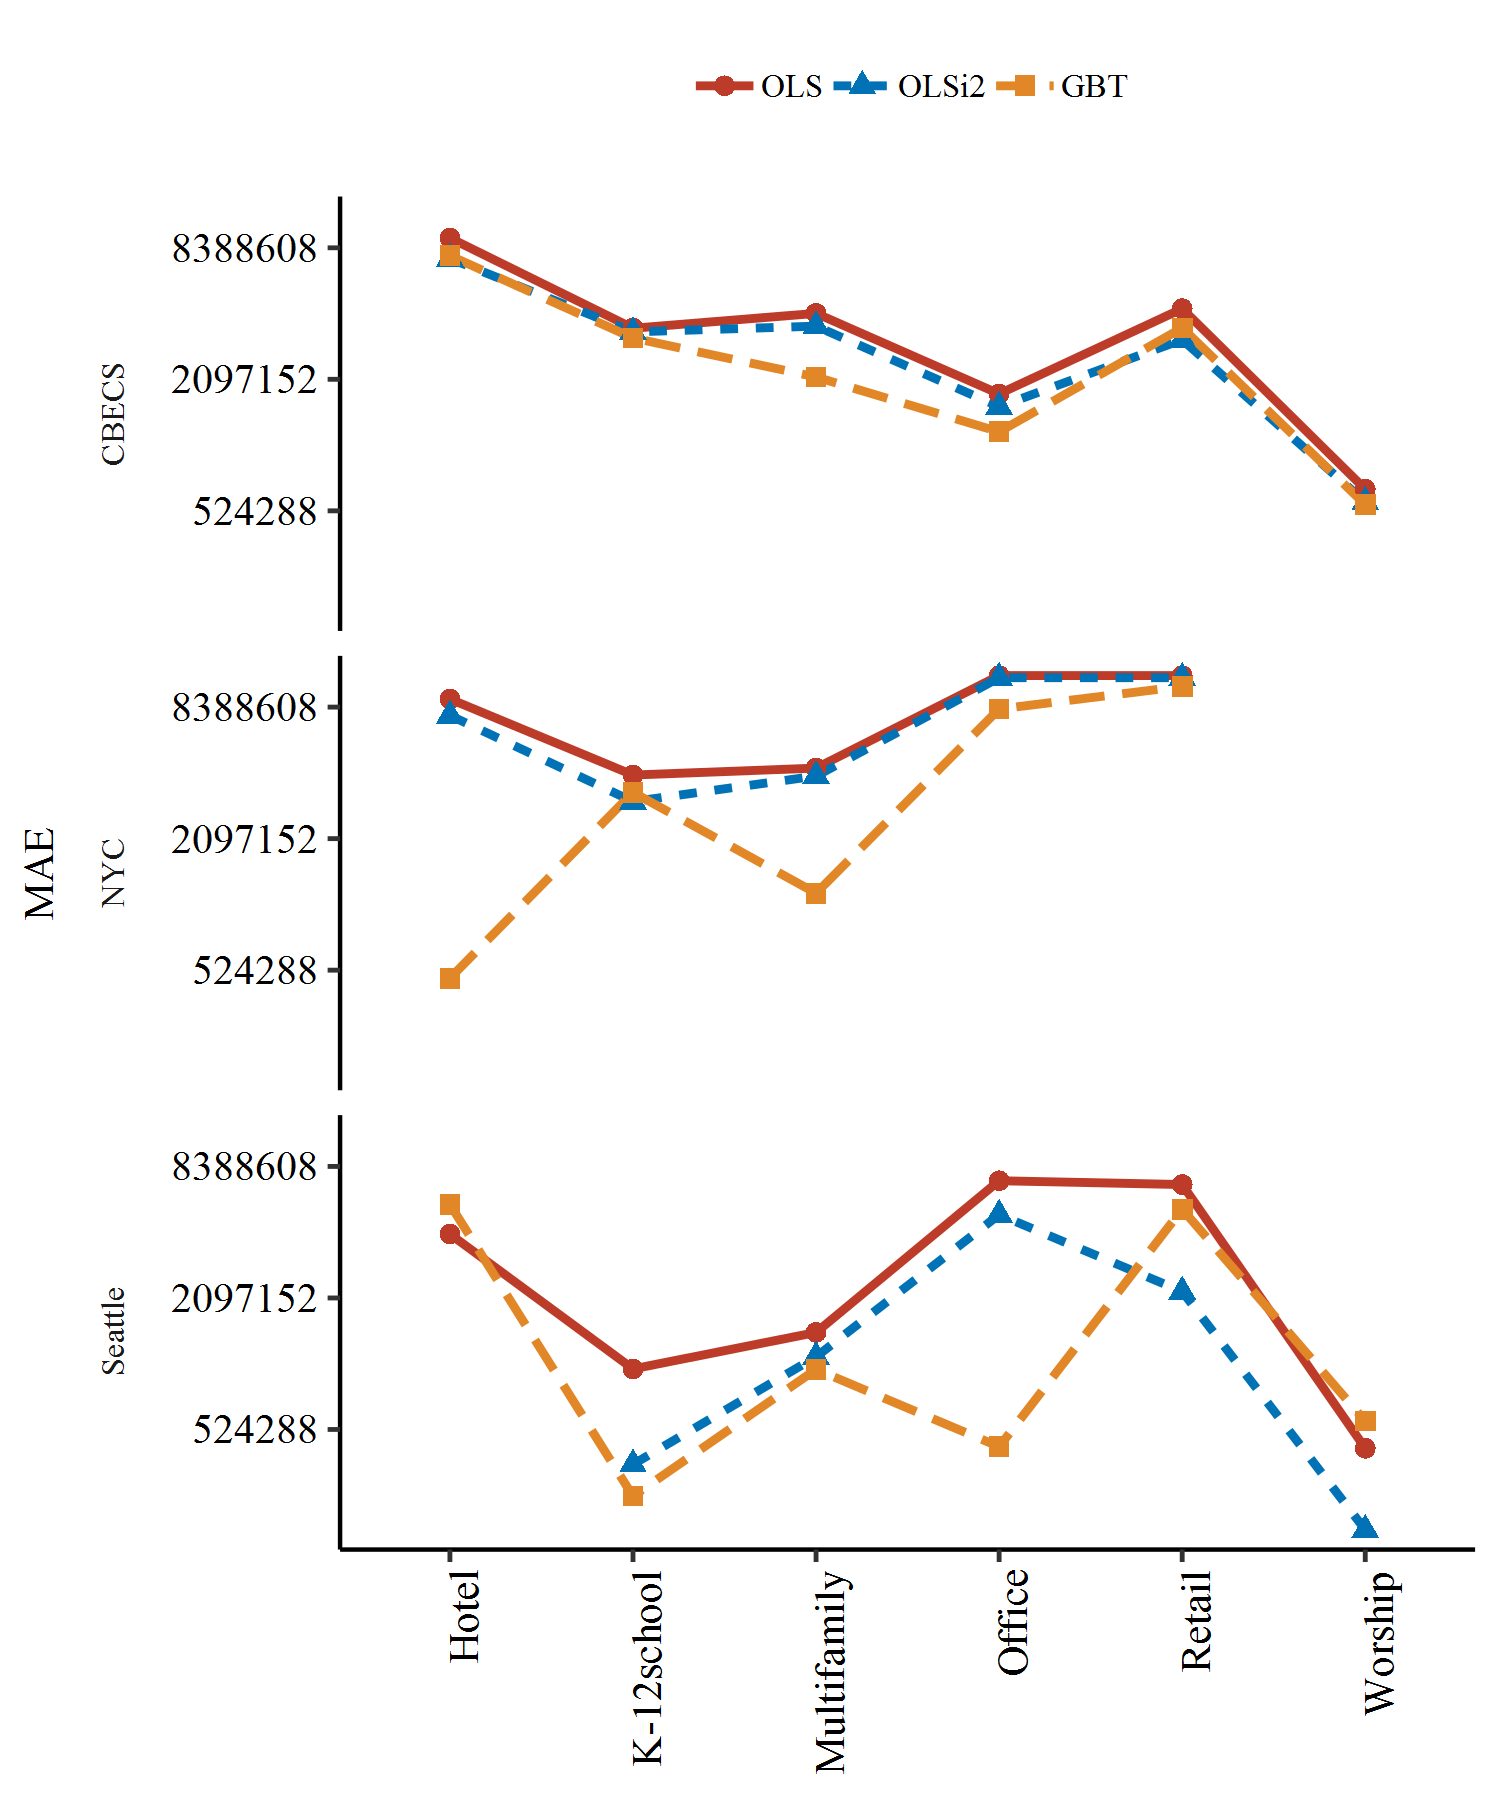 OLS OLSi2 GBT
MAE
CBECS
8388608
2097152
524288
NYC
8388608
2097152
524288
Seattle
8388608
2097152
524288
Hotel
K-12school
Multifamily
Office
Retail
Worship